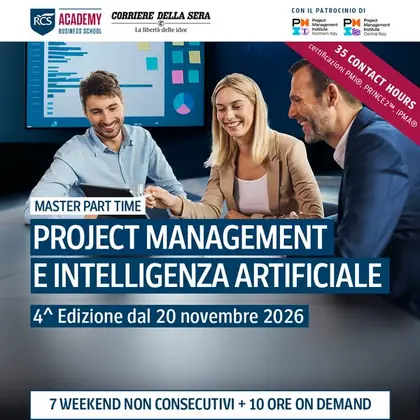 RCS
ACADEMY
BUSINESS SCHOOL
CORRIERE DELLA SERA
La libertà delle idee
CON IL PATROCINIO DI
Project
Management
Institute
Northern Italy
Project
Management
Institute
Central Italy
35 CONTACT HOURS
certificazioni PMI®, PRINCE2™, IPMA®
MASTER PART TIME
PROJECT MANAGEMENT
E INTELLIGENZA ARTIFICIALE
4^ Edizione dal 20 novembre 2026
7 WEEKEND NON CONSECUTIVI + 10 ORE ON DEMAND